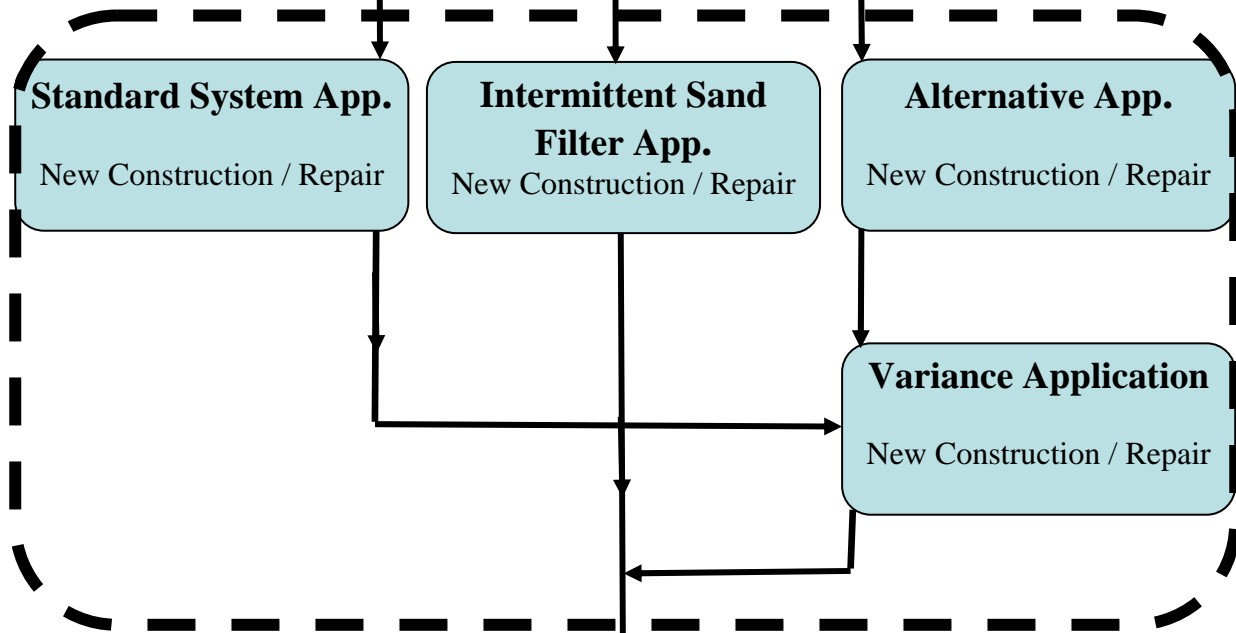 Standard System App.
New Construction / Repair
Intermittent Sand
Filter App.
New Construction / Repair
Alternative App.
New Construction / Repair
Variance Application
New Construction / Repair